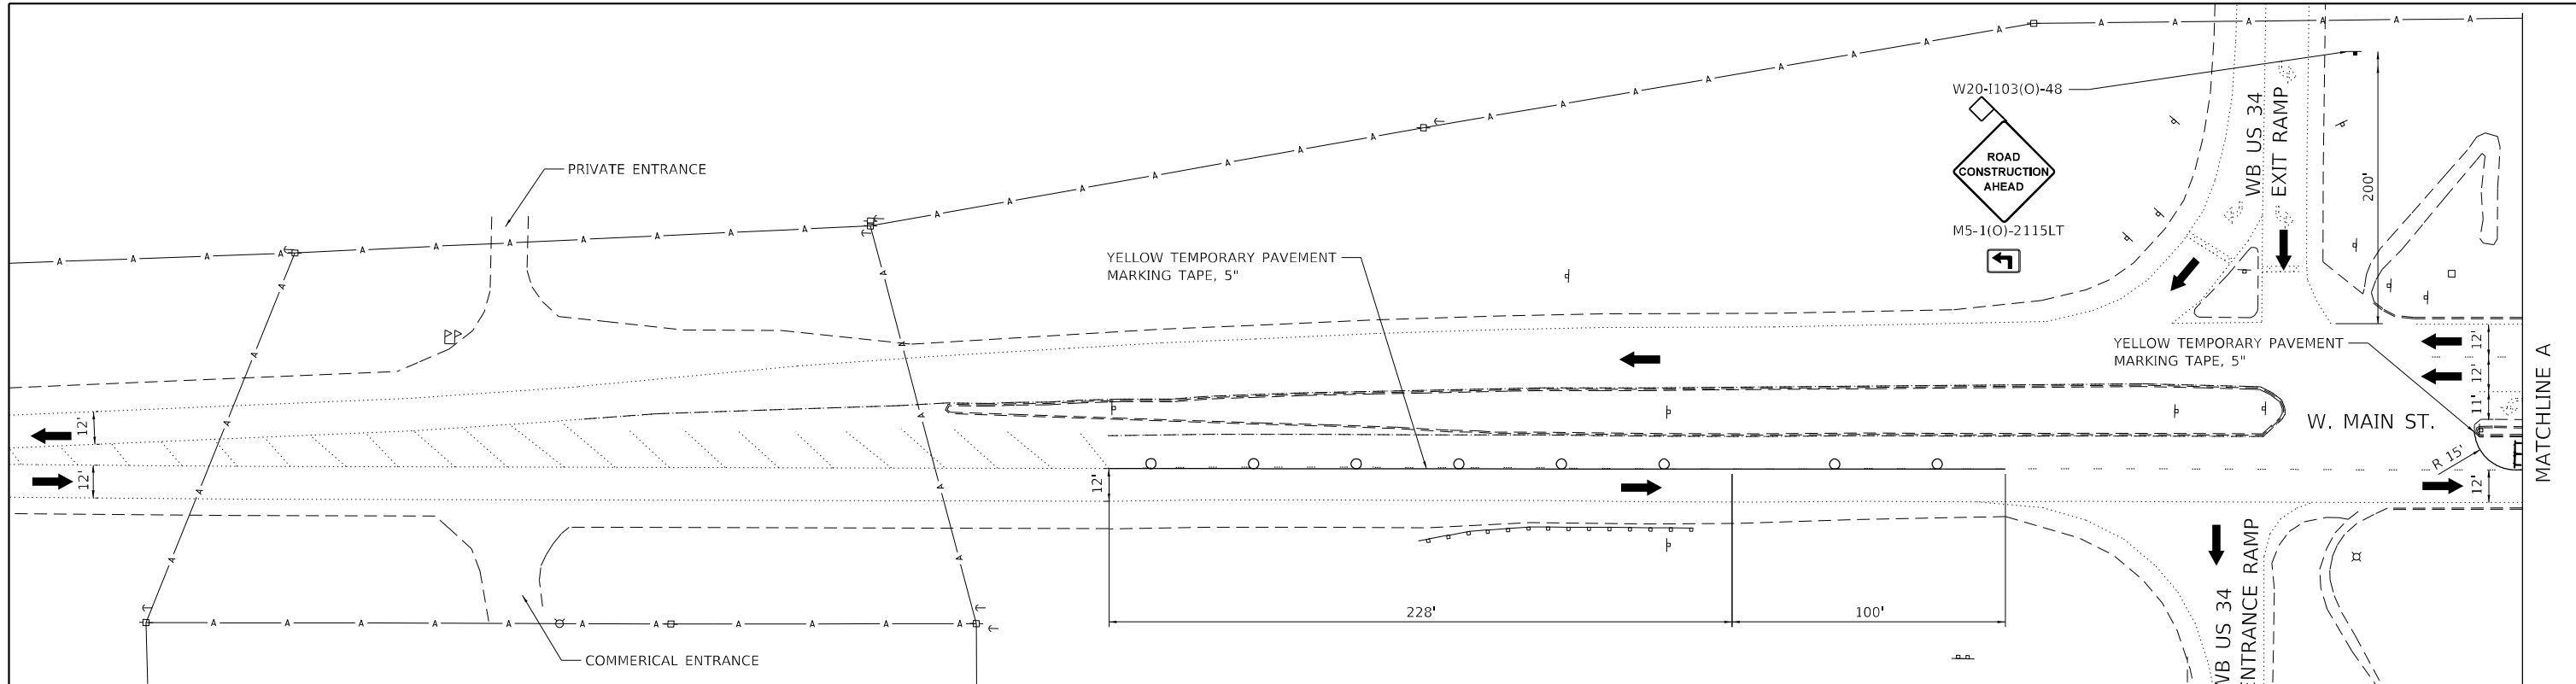 W20-I103(O)-48
ROAD
CONSTRUCTION
AHEAD
M5-1(O)-2115LT
WB US 34
EXIT RAMP
200'
PRIVATE ENTRANCE
YELLOW TEMPORARY PAVEMENT
MARKING TAPE, 5"
YELLOW TEMPORARY PAVEMENT
MARKING TAPE, 5"
12'
12'
11'
12'
W. MAIN ST.
R 15'
MATCHLINE A
12'
12'
12'
228'
100'
WB US 34
ENTRANCE RAMP
COMMERICAL ENTRANCE
A A A A A A A A A A A A A A A A A A A A A A A A A A A A A A A
A A A A A
A A A A A
A A A A A A A A A A A